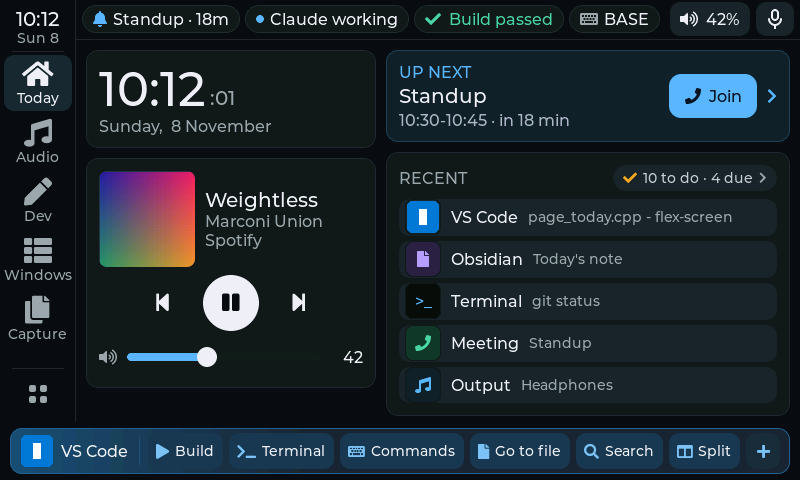 10:12
Sun 8
Standup · 18m
Claude working
Build passed
BASE
42%
Today
Audio
Dev
Windows
Capture
10:12 :01
Sunday, 8 November
Weightless
Marconi Union
Spotify
42
UP NEXT
Standup
10:30-10:45 · in 18 min
Join
RECENT
10 to do · 4 due
VS Code page_today.cpp - flex-screen
Obsidian Today's note
>_ Terminal git status
Meeting Standup
Output Headphones
VS Code
Build
Terminal
Commands
Go to file
Search
Split